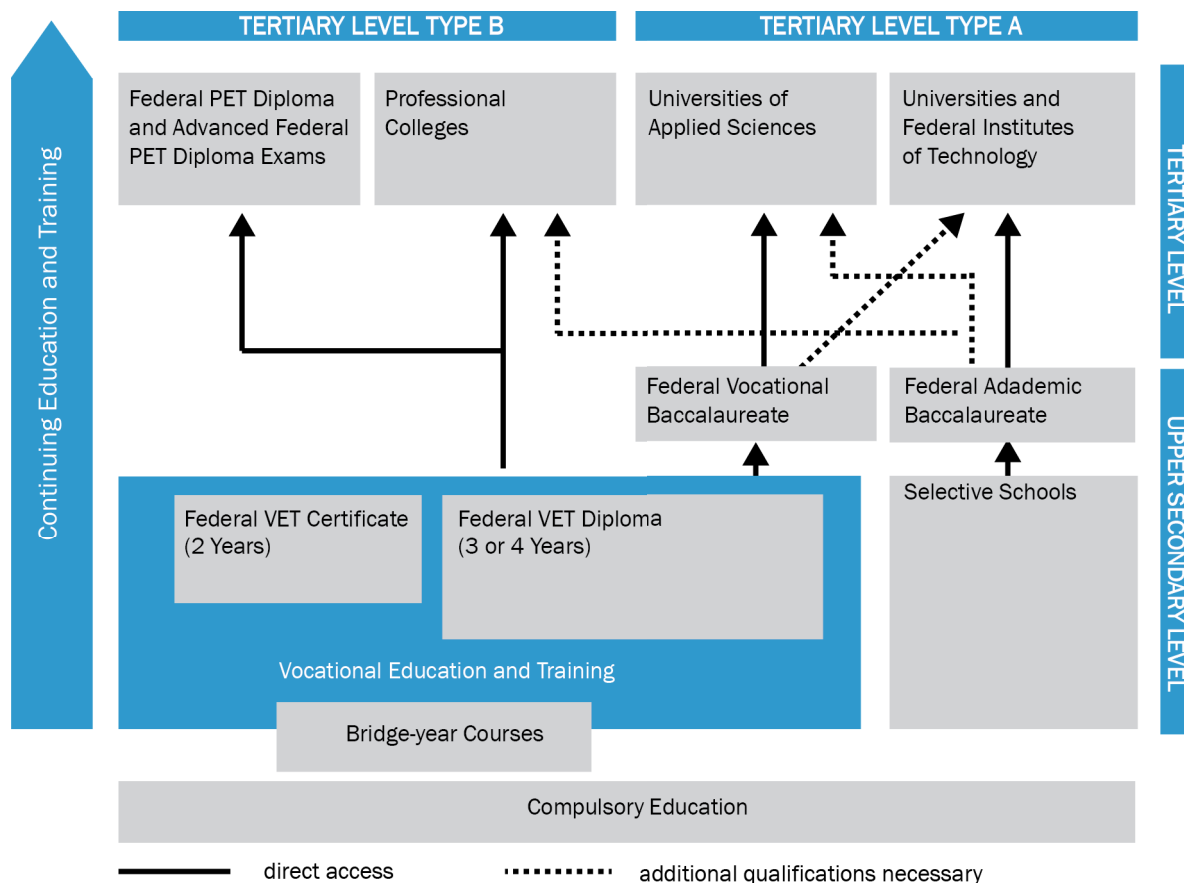 TERTIARY LEVEL TYPE B
TERTIARY LEVEL TYPE A
Federal PET Diploma
and Advanced Federal
PET Diploma Exams
Professional
Colleges
Universities of
Applied Sciences
Universities and
Federal Institutes
of Technology
Continuing Education and Training
TERTIARY LEVEL
Federal Vocational
Baccalaureate
Federal Adademic
Baccalaureate
UPPER SECONDARY LEVEL
Federal VET Certificate
(2 Years)
Federal VET Diploma
(3 or 4 Years)
Selective Schools
Vocational Education and Training
Bridge-year Courses
Compulsory Education
direct access
additional qualifications necessary